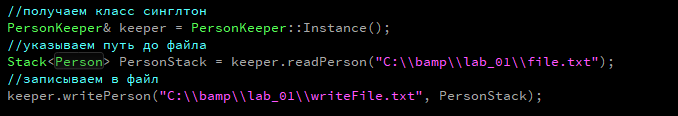 //получаем класс синглтон
PersonKeeper& keeper = PersonKeeper::Instance();
//указываем путь до файла
Stack<Person> PersonStack = keeper.readPerson("C:\\bamp\\lab_01\\file.txt");
//записываем в файл
keeper.writePerson("C:\\bamp\\lab_01\\writeFile.txt", PersonStack);